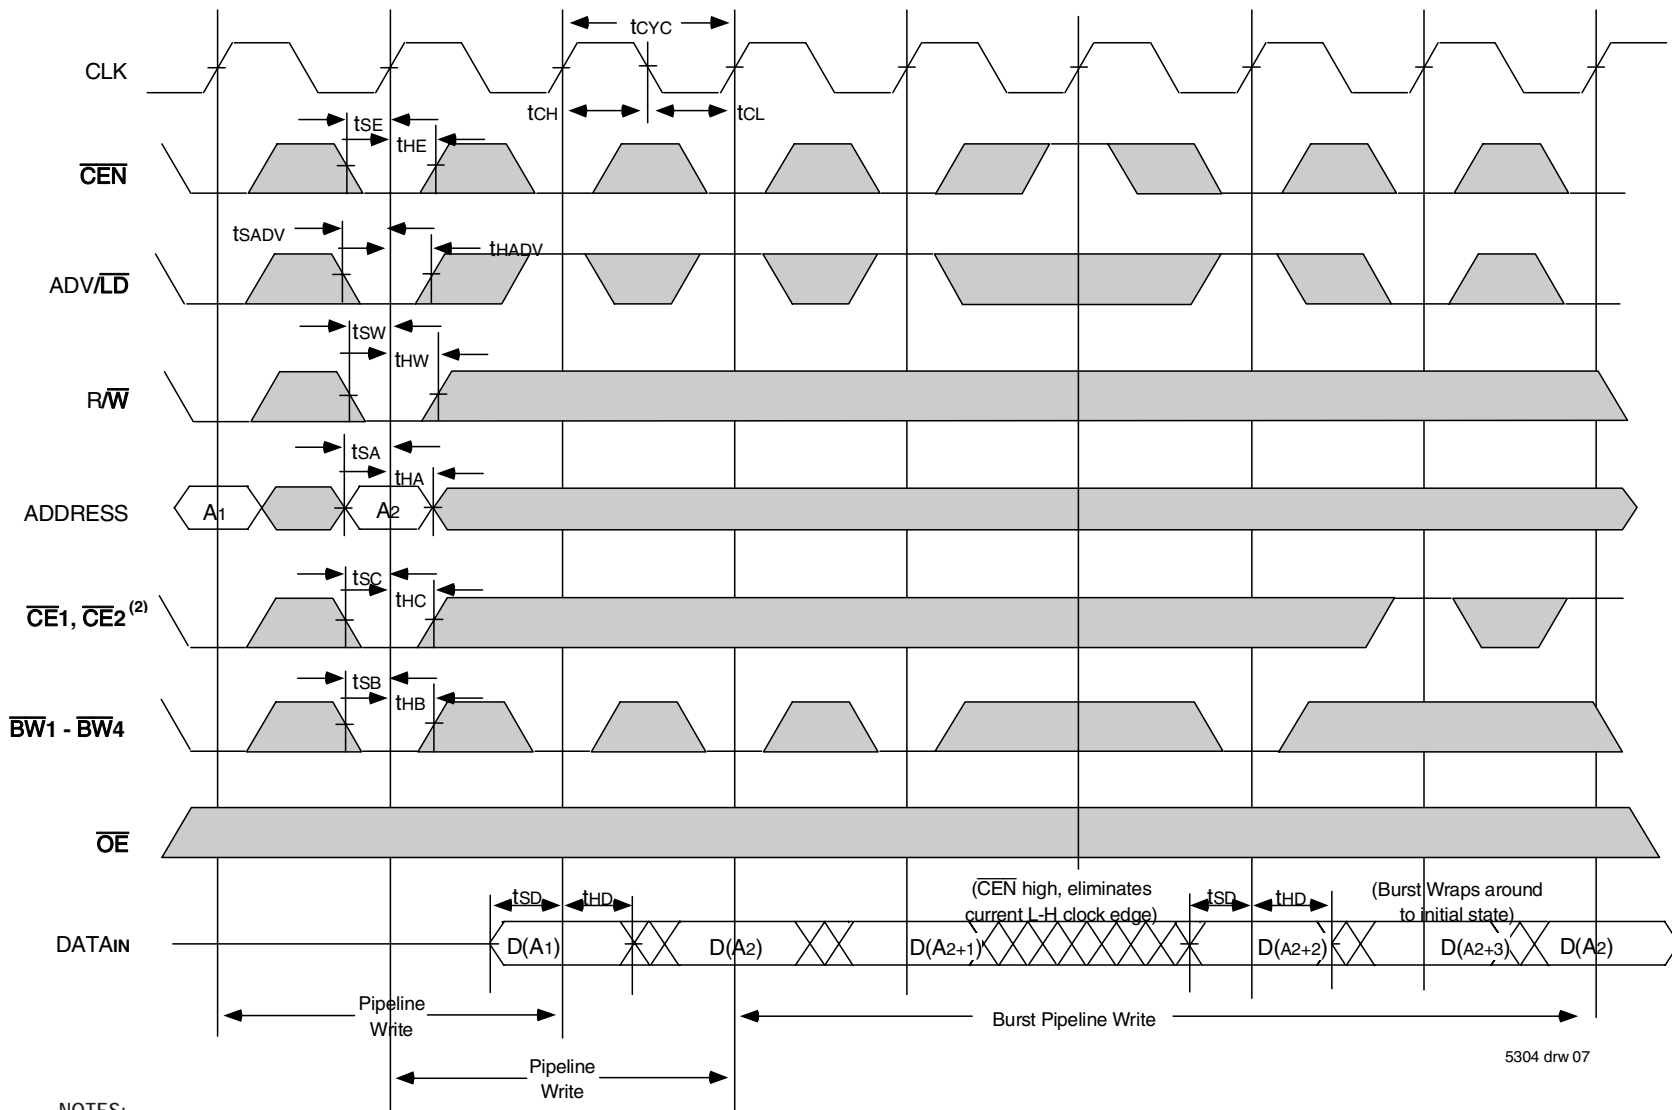 tCYC
CLK
tCH
tCL
tSE
tHE
CEN
tSADV
tHADV
ADV/LD
tSW
tHW
R/W
tSA
tHA
ADDRESS
A1
A2
tSC
tHC
CE1, CE2 (2)
tSB
tHB
BW1 - BW4
OE
(CEN high, eliminates
current L-H clock edge)
(Burst Wraps around
to initial state)
tSD
tHD
tSD
tHD
DATAIN
D(A1)
D(A2)
D(A2+1)
D(A2+2)
D(A2+3)
D(A2)
Pipeline
Write
Burst Pipeline Write
5304 drw 07
Pipeline
Write
NOTES: